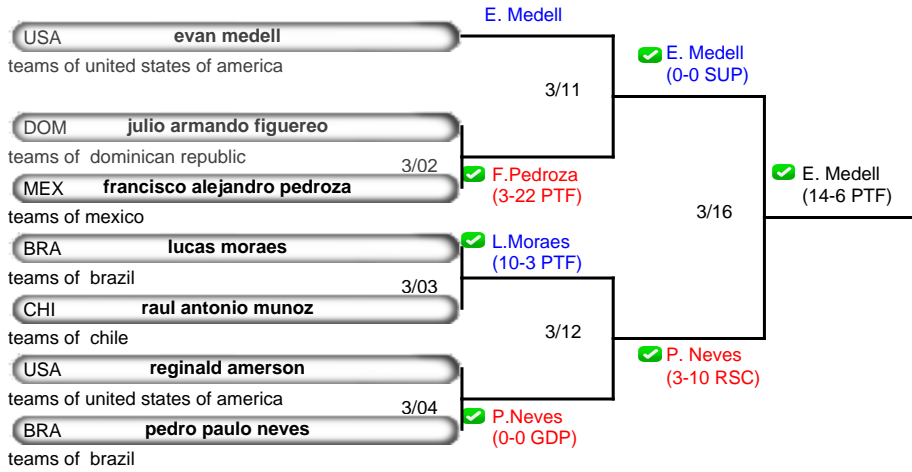 E. Medell
USA evan medell
teams of united states of america
E. Medell
(0-0 SUP)
3/11
DOM julio armando figuereo
teams of dominican republic
3/02
MEX francisco alejandro pedroza
teams of mexico
F.Pedroza
(3-22 PTF)
E. Medell
(14-6 PTF)
3/16
BRA lucas moraes
teams of brazil
L.Moraes
(10-3 PTF)
3/03
CHI raul antonio munoz
teams of chile
3/12
USA reginald amerson
teams of united states of america
P. Neves
(3-10 RSC)
3/04
BRA pedro paulo neves
teams of brazil
P.Neves
(0-0 GDP)